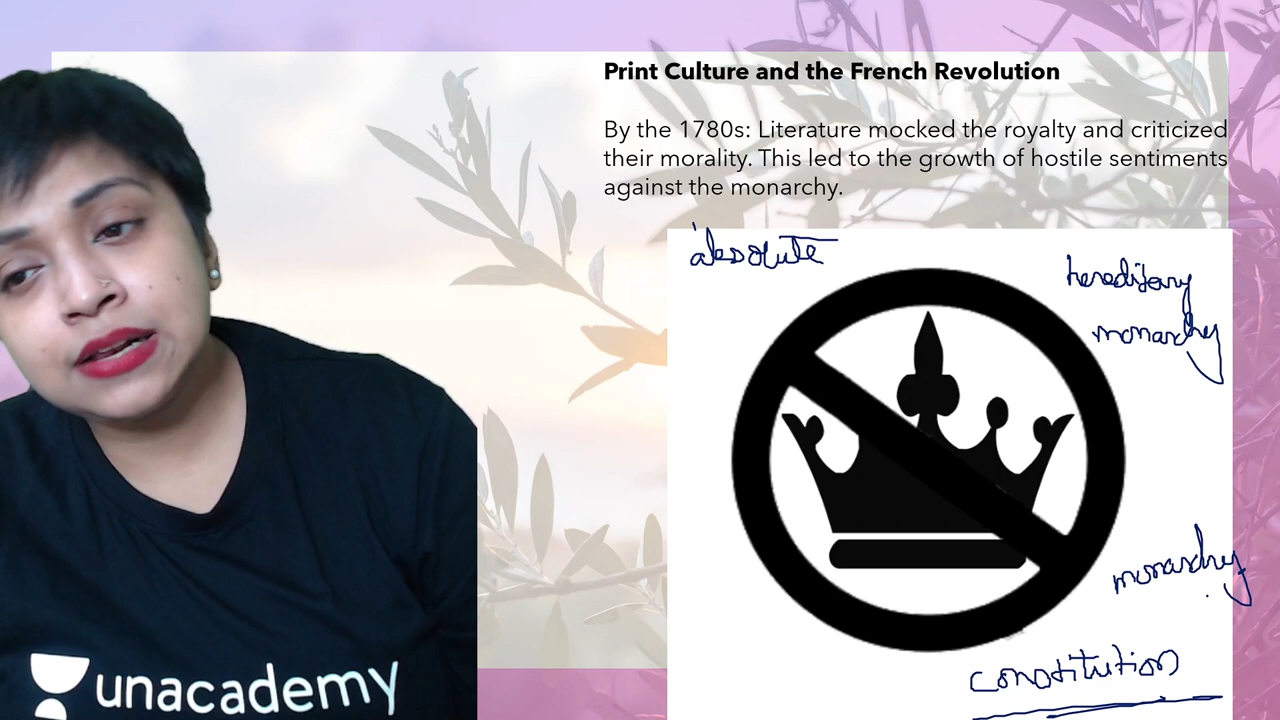 Print Culture and the French Revolution
By the 1780s: Literature mocked the royalty and criticized
their morality. This led to the growth of hostile sentiments
against the monarchy.
absolute
hereditary
monarchy
monarchy
constitution
unacademy